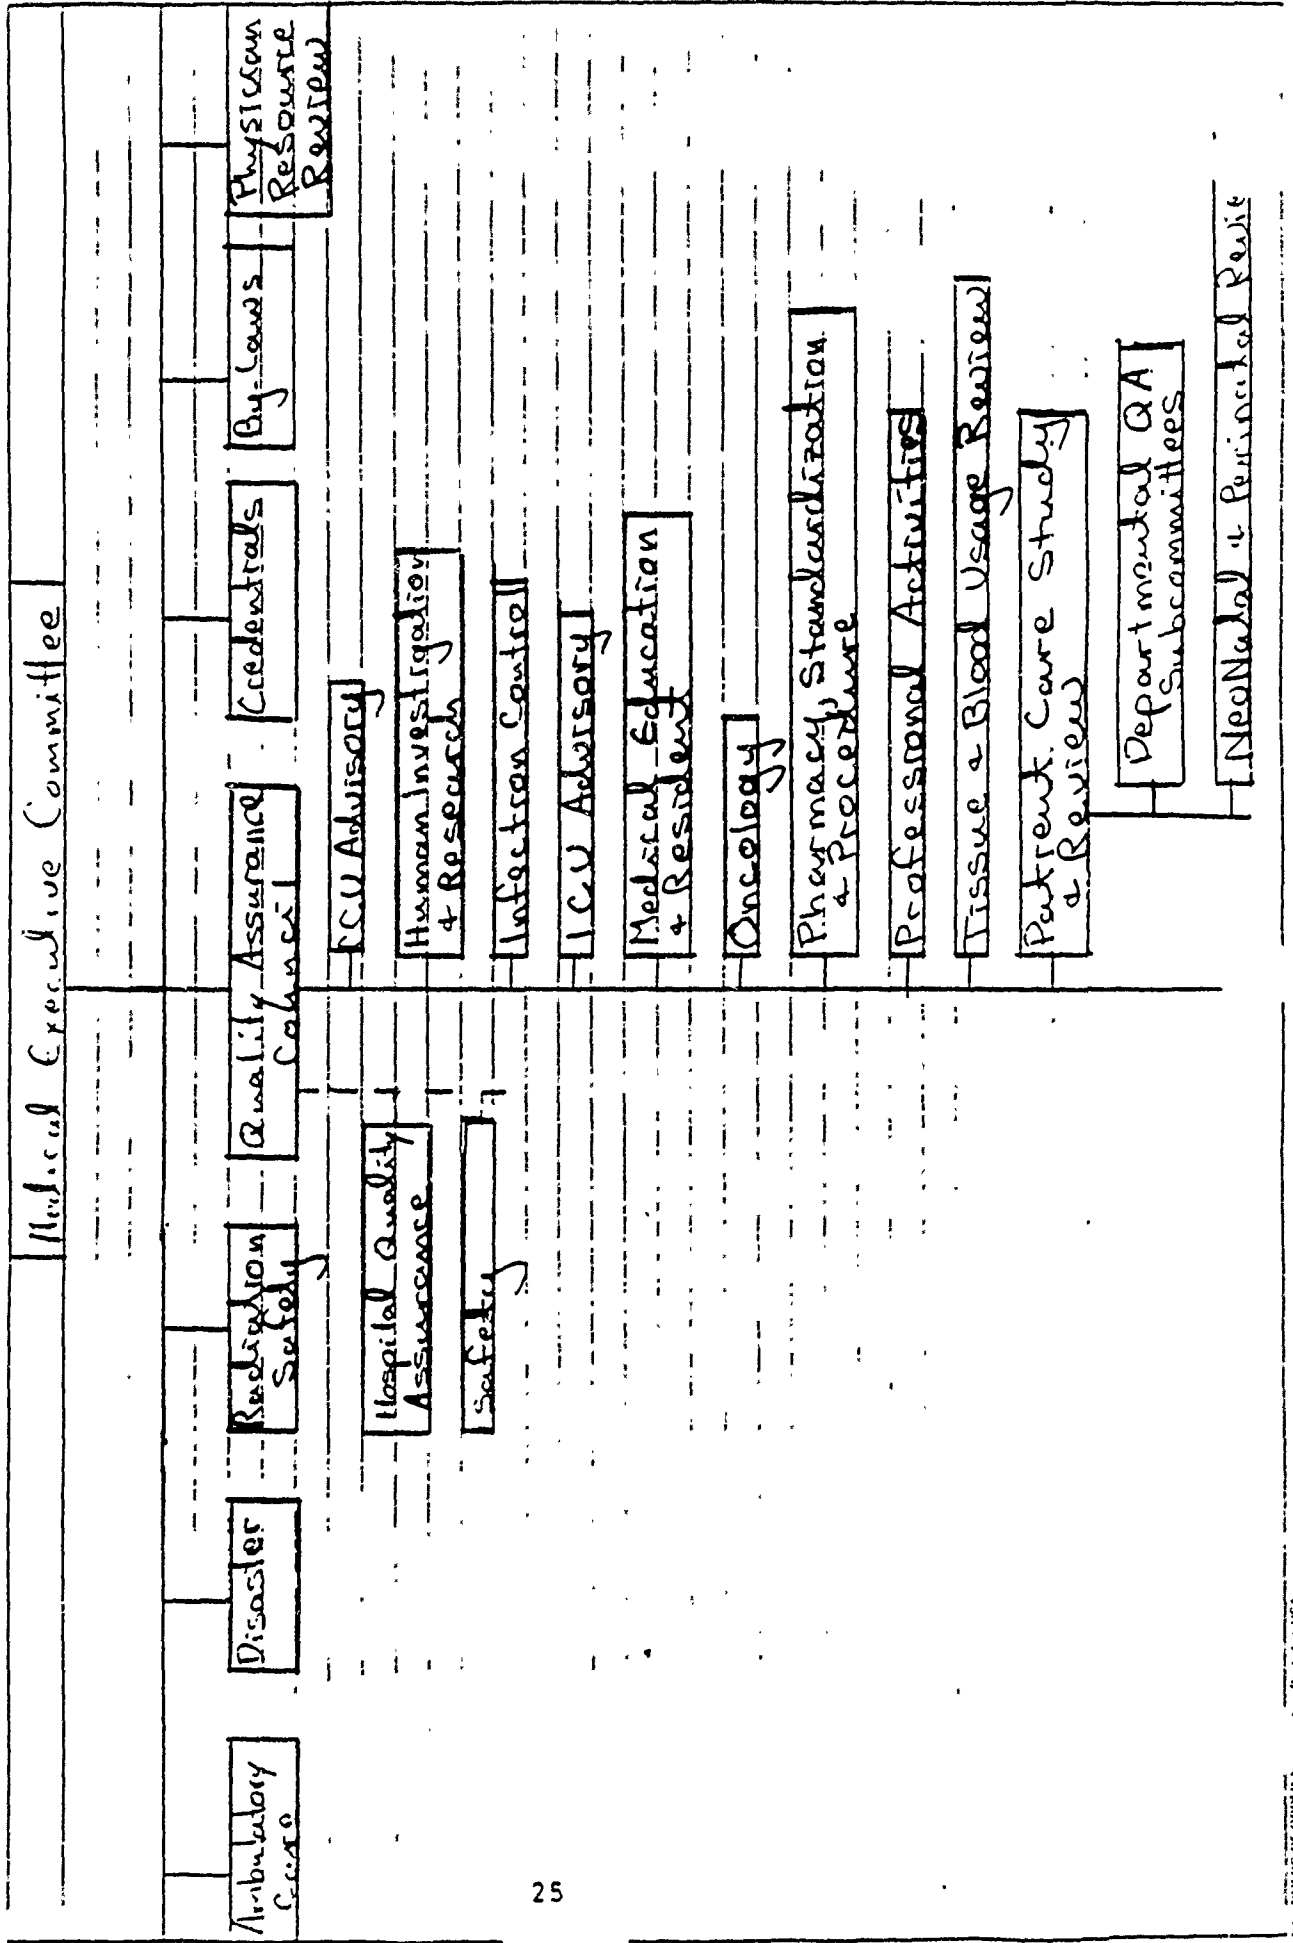 Medical Executive Committee
Ambulatory
Care
Disaster
Radiation
Safety
Quality Assurance
Council
Credentials
By-Laws
Physician
Resource
Review
Hospital Quality
Assurance
Safety
CCU Advisory
Human Investigation
& Research
Infection Control
ICU Advisory
Medical Education
& Resident
Oncology
Pharmacy, Standardization
& Procedure
Professional Activities
Tissue & Blood Usage Review
Patient Care Study
& Review
Departmental QA
Subcommittees
NeoNatal & Perinatal Revie
25